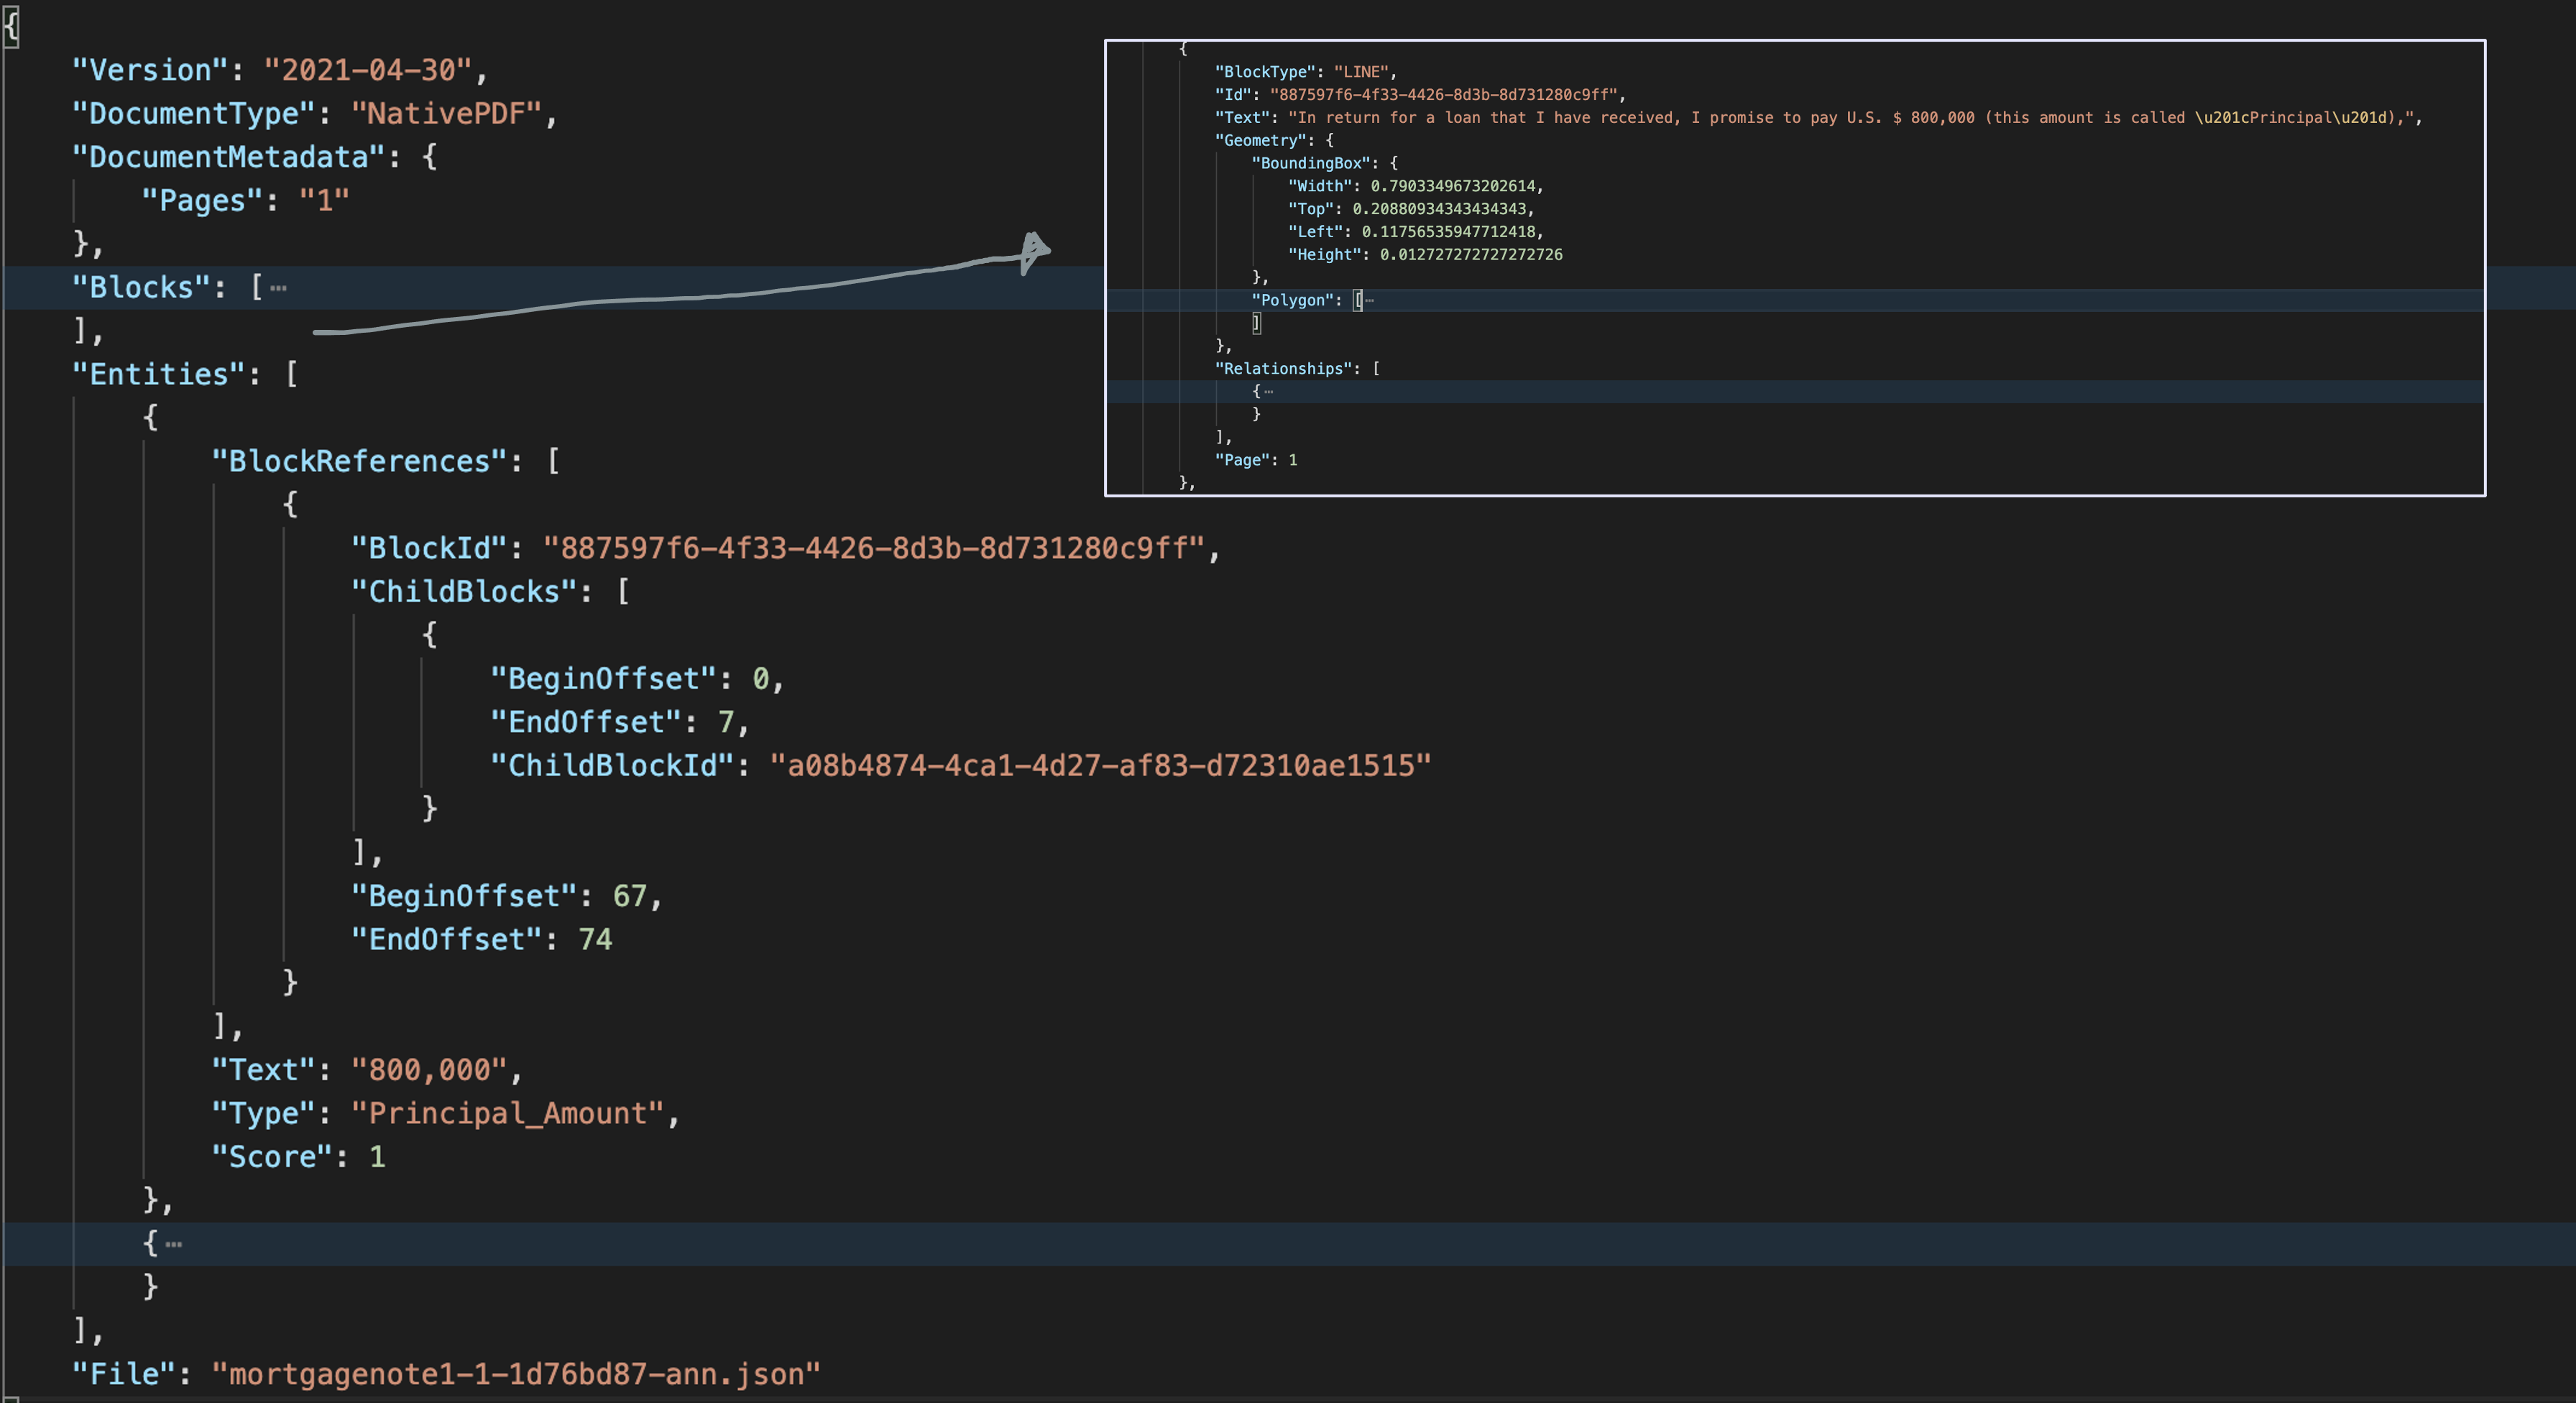 {
"Version": "2021-04-30",
"DocumentType": "NativePDF",
"DocumentMetadata": {
"Pages": "1"
},
"Blocks": [ ⋯
],
"Entities": [
{
"BlockReferences": [
{
"BlockId": "887597f6-4f33-4426-8d3b-8d731280c9ff",
"ChildBlocks": [
{
"BeginOffset": 0,
"EndOffset": 7,
"ChildBlockId": "a08b4874-4ca1-4d27-af83-d72310ae1515"
}
],
"BeginOffset": 67,
"EndOffset": 74
}
],
"Text": "800,000",
"Type": "Principal_Amount",
"Score": 1
},
{ ⋯
}
],
"File": "mortgagenote1-1-1d76bd87-ann.json"
{
"BlockType": "LINE",
"Id": "887597f6-4f33-4426-8d3b-8d731280c9ff",
"Text": "In return for a loan that I have received, I promise to pay U.S. $ 800,000 (this amount is called \u201cPrincipal\u201d),",
"Geometry": {
"BoundingBox": {
"Width": 0.7903349673202614,
"Top": 0.20880934343434343,
"Left": 0.11756535947712418,
"Height": 0.012727272727272726
},
"Polygon": [ ⋯
]
},
"Relationships": [
{ ⋯
}
],
"Page": 1
},